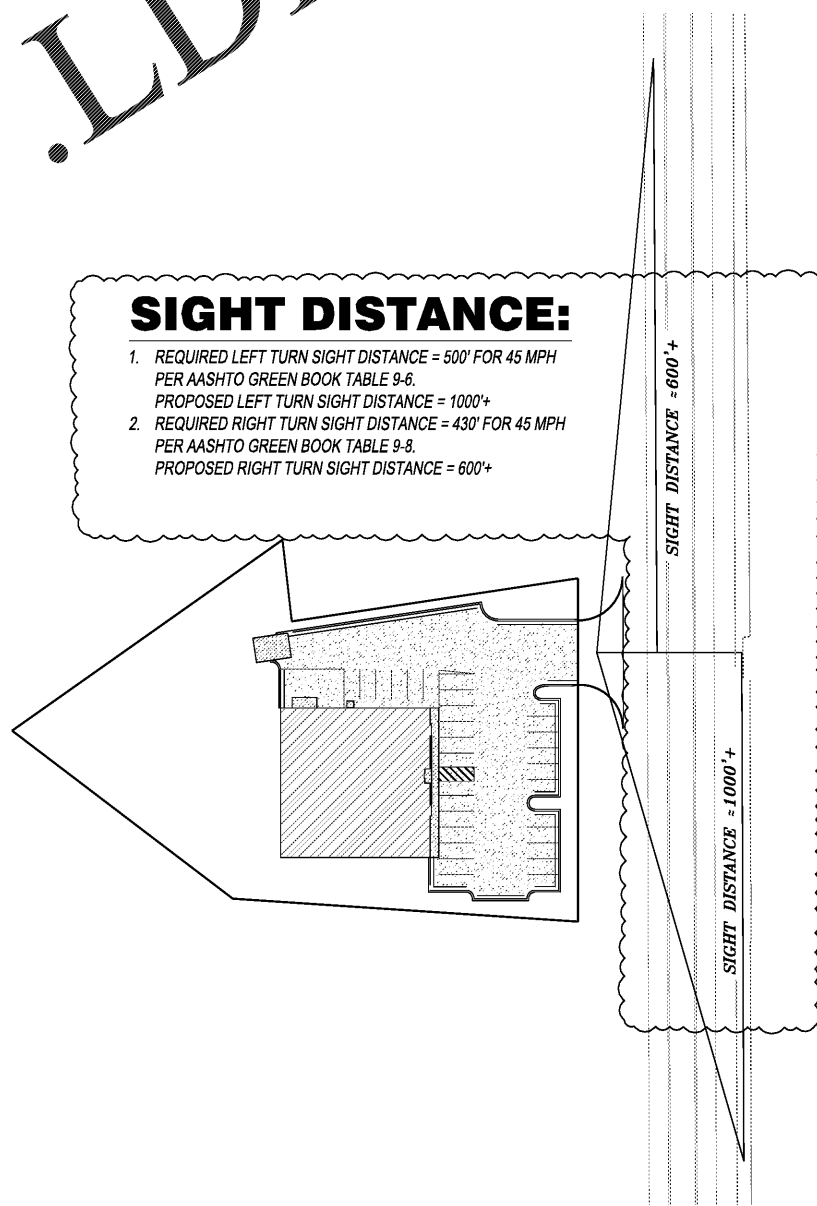 .LD
SIGHT DISTANCE:
1. REQUIRED LEFT TURN SIGHT DISTANCE = 500' FOR 45 MPH
PER AASHTO GREEN BOOK TABLE 9-6.
PROPOSED LEFT TURN SIGHT DISTANCE = 1000'+
2. REQUIRED RIGHT TURN SIGHT DISTANCE = 430' FOR 45 MPH
PER AASHTO GREEN BOOK TABLE 9-8.
PROPOSED RIGHT TURN SIGHT DISTANCE = 600'+
SIGHT DISTANCE ≈600'+
SIGHT DISTANCE ≈1000'+